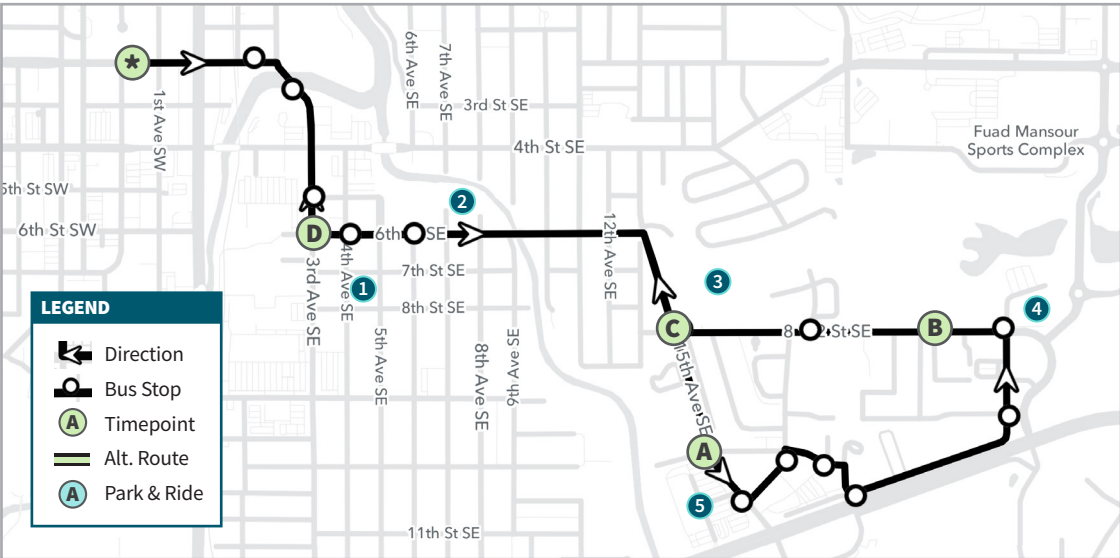 *
1st Ave SW
5th St SW
6th St SW
6th Ave SE
7th Ave SE
3rd St SE
4th St SE
Fuad Mansour
Sports Complex
2
D
6th
SE
12th Ave SE
3rd Ave SE
4th Ave SE
1
7th St SE
8th St SE
3
4
C
8
2 St SE
B
15th Ave SE
5th Ave SE
8th Ave SE
9th Ave SE
A
5
11th St SE
LEGEND
Direction
Bus Stop
A Timepoint
Alt. Route
A Park & Ride